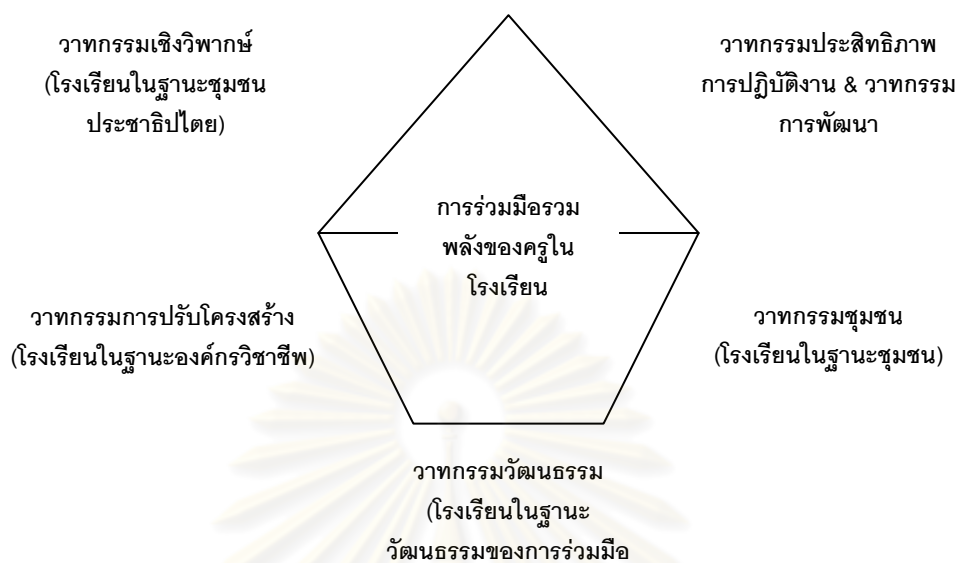 วาทกรรมเชิงวิพากษ์
(โรงเรียนในฐานะชุมชน
ประชาธิปไตย)
วาทกรรมประสิทธิภาพ
การปฎิบัติงาน & วาทกรรม
การพัฒนา
การร่วมมือรวม
พลังของครูใน
โรงเรียน
วาทกรรมการปรับโครงสร้าง
(โรงเรียนในฐานะองค์กรวิชาชีพ)
วาทกรรมชุมชน
(โรงเรียนในฐานะชุมชน)
วาทกรรมวัฒนธรรม
(โรงเรียนในฐานะ
วัฒนธรรมของการร่วมมือ